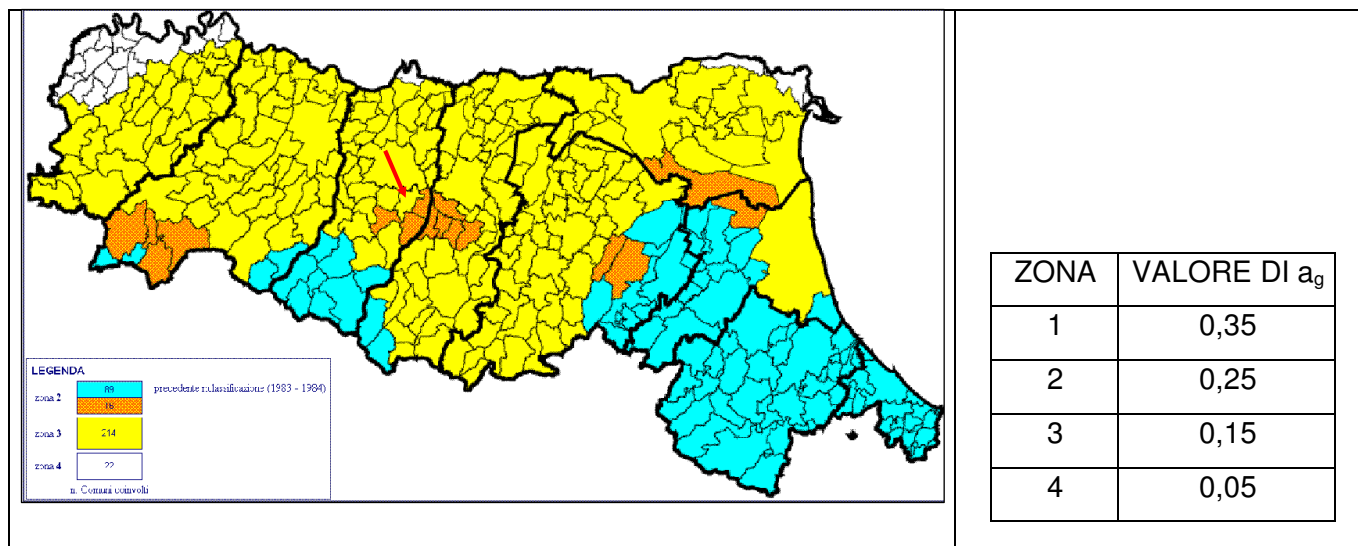 LEGENDA
89
precedente riclassificazione (1983 - 1984)
zona 2
16
zona 3
214
zona 4
22
n. Comuni coinvolti
ZONA VALORE DI ag
1 0,35
2 0,25
3 0,15
4 0,05